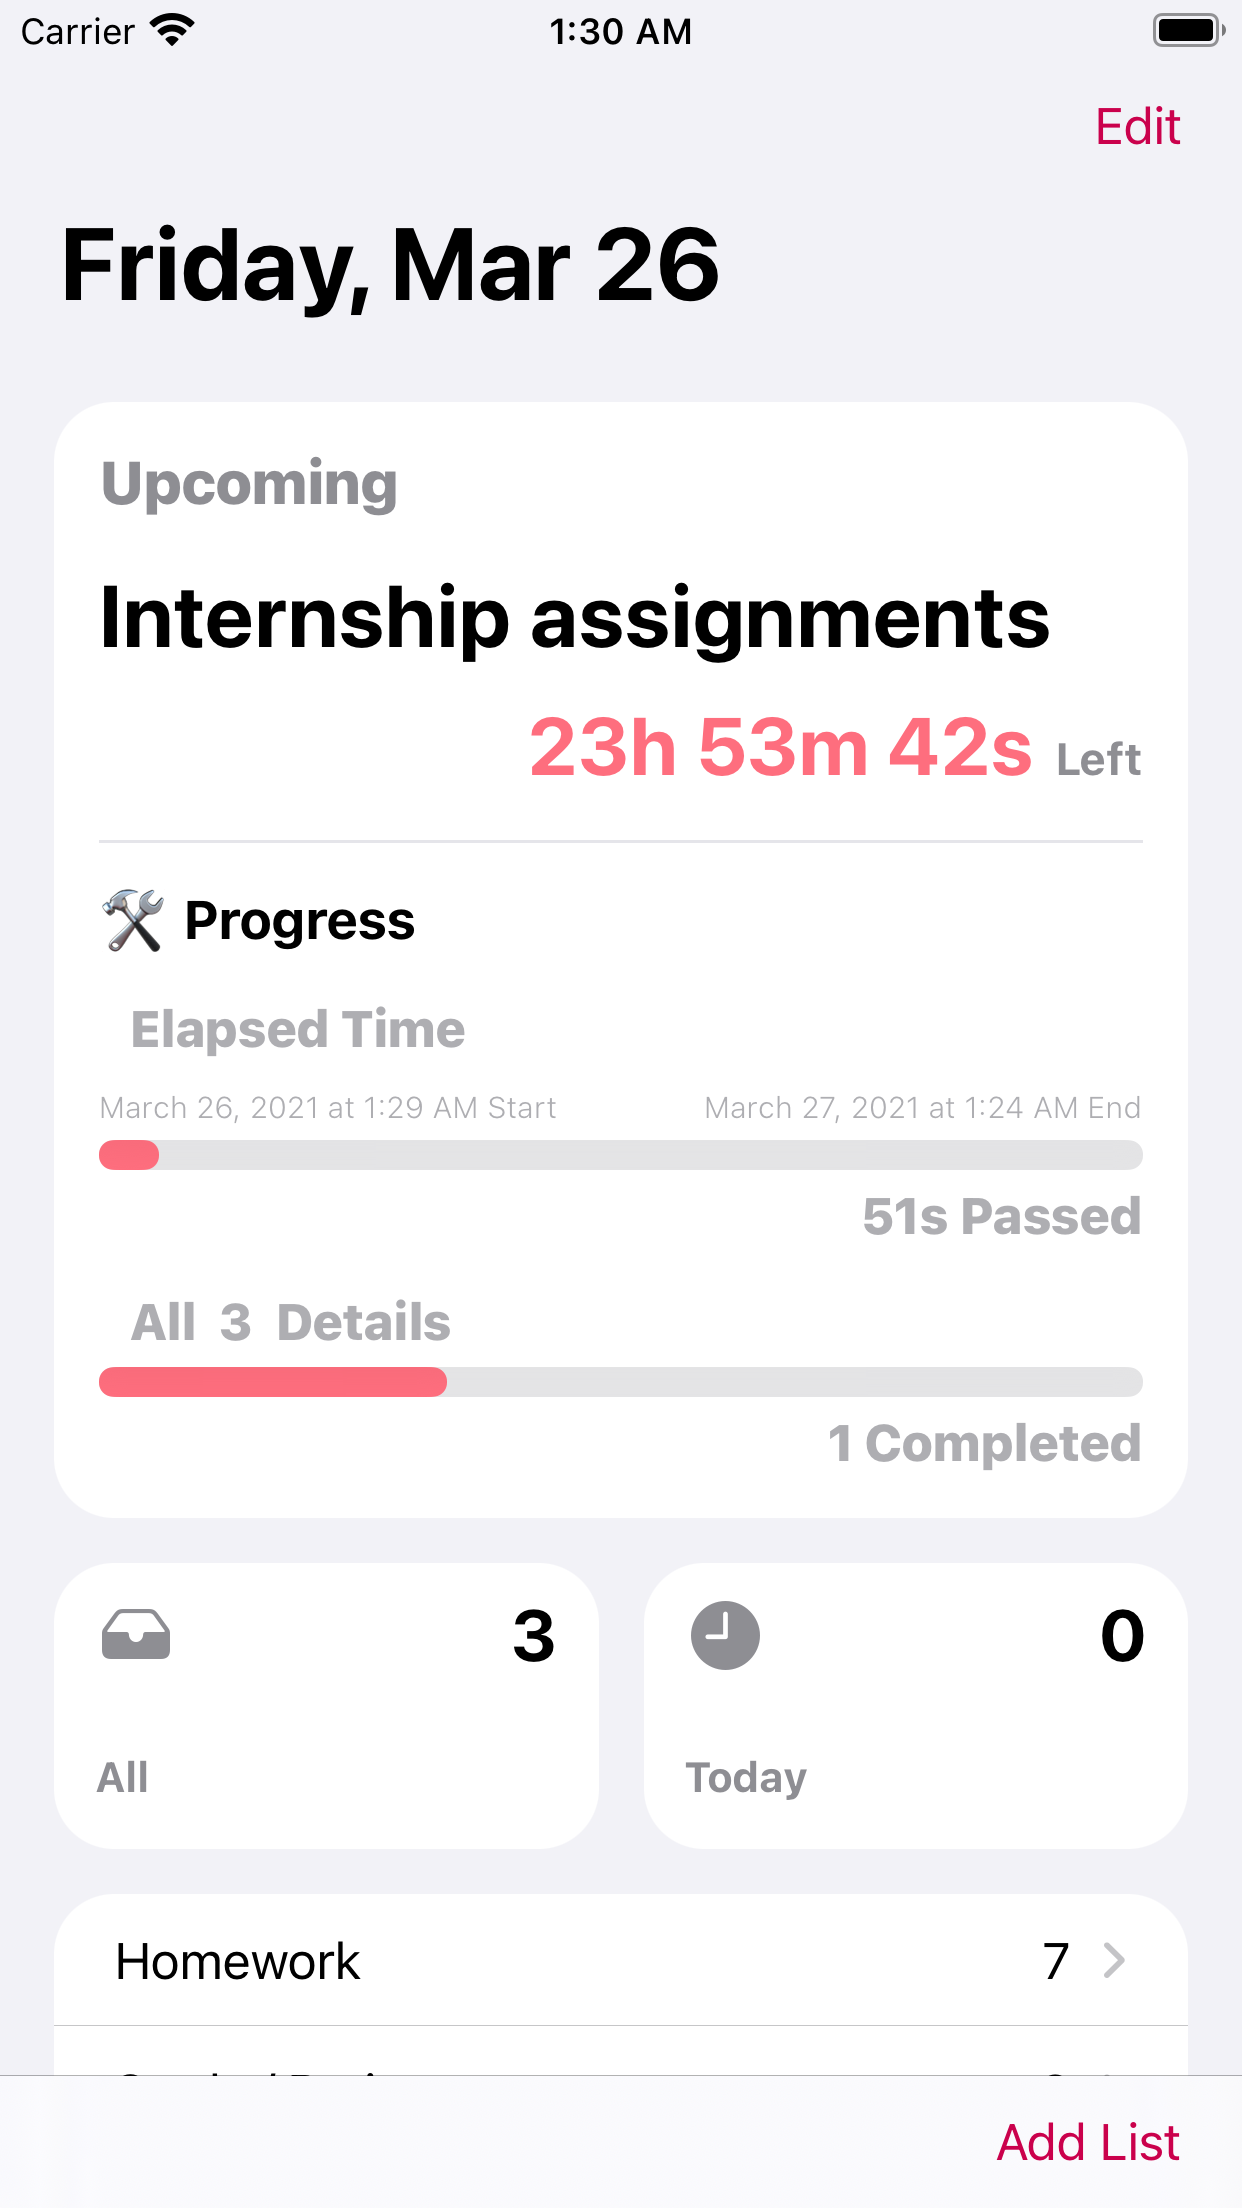 Carrier 1:30 AM
Edit
Friday, Mar 26
Upcoming
Internship assignments
23h 53m 42s Left
Progress
Elapsed Time
March 26, 2021 at 1:29 AM Start March 27, 2021 at 1:24 AM End
51s Passed
All 3 Details
1 Completed
3 0
All Today
Homework 7
Add List